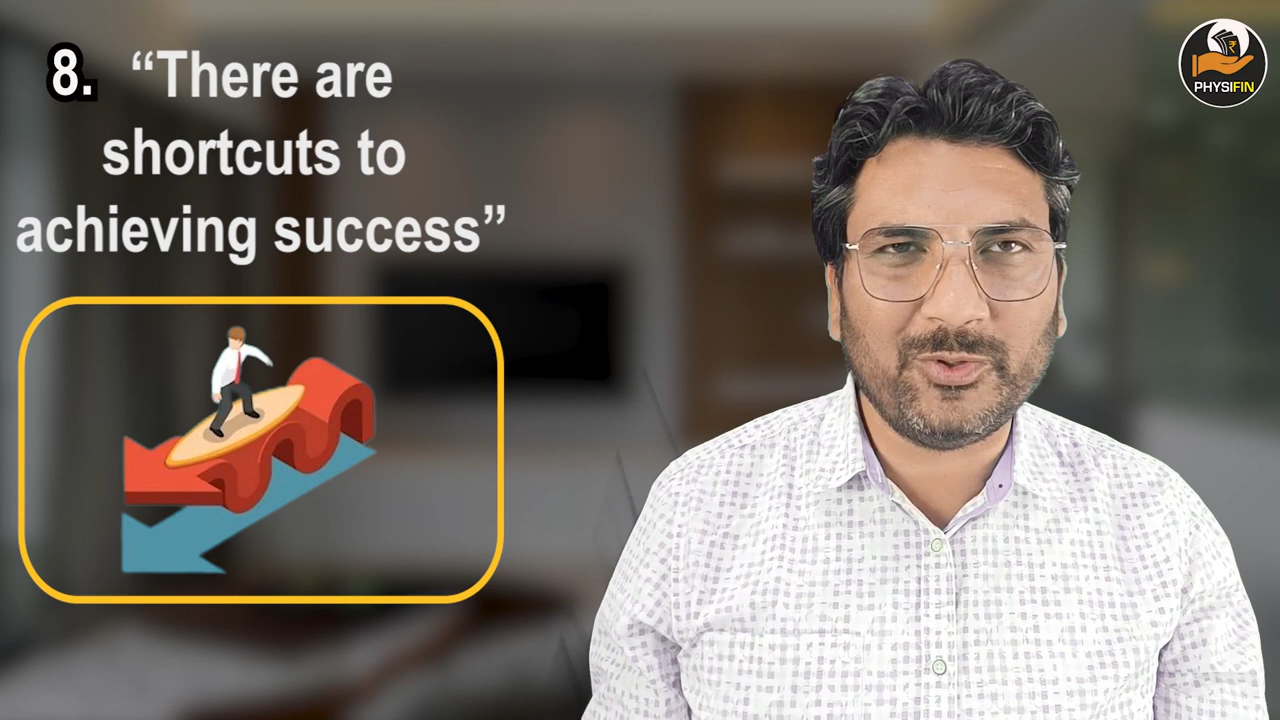 8. “There are
shortcuts to
achieving success”
₹
PHYSIFIN